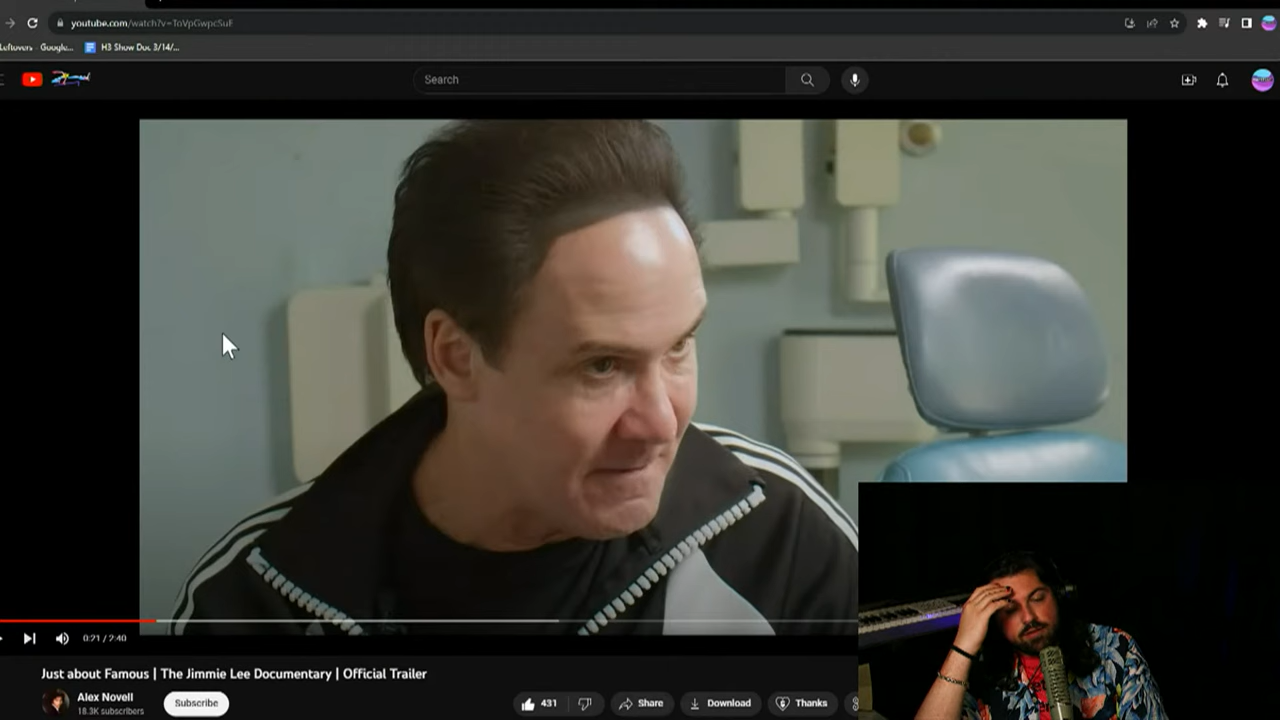 youtube.com/watch?v=ToVpGwpcSuE
Leftovers - Google...
H3 Show Doc 3/14/...
Search
0:21 / 2:40
Just about Famous | The Jimmie Lee Documentary | Official Trailer
Alex Novell
18.3K subscribers
Subscribe
431
Share
Download
Thanks